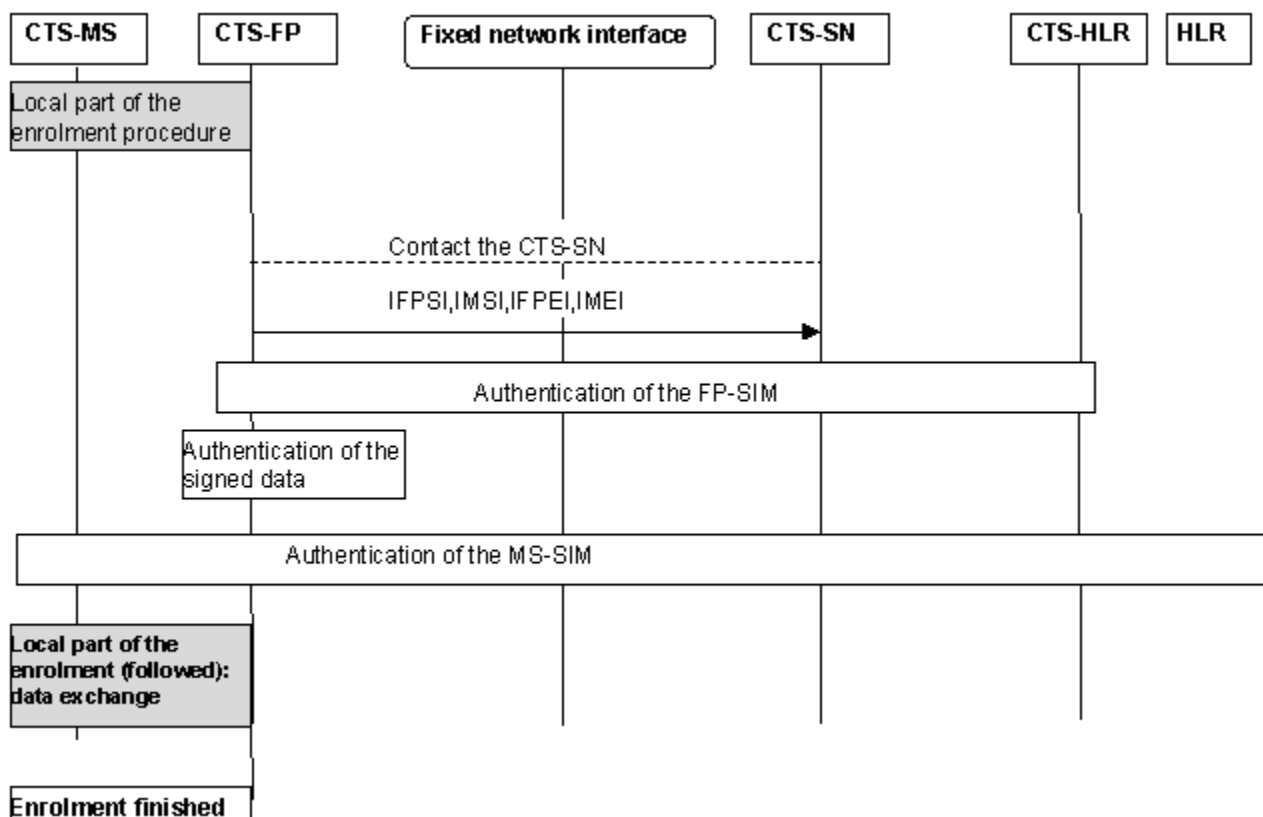 CTS-MS
CTS-FP
Fixed network interface
CTS-SN
CTS-HLR
HLR
Local part of the
enrolment procedure
Contact the CTS-SN
IFPSI,IMSI,IFPEI,IMEI
Authentication of the FP-SIM
Authentication of the
signed data
Authentication of the MS-SIM
Local part of the
enrolment (followed):
data exchange
Enrolment finished